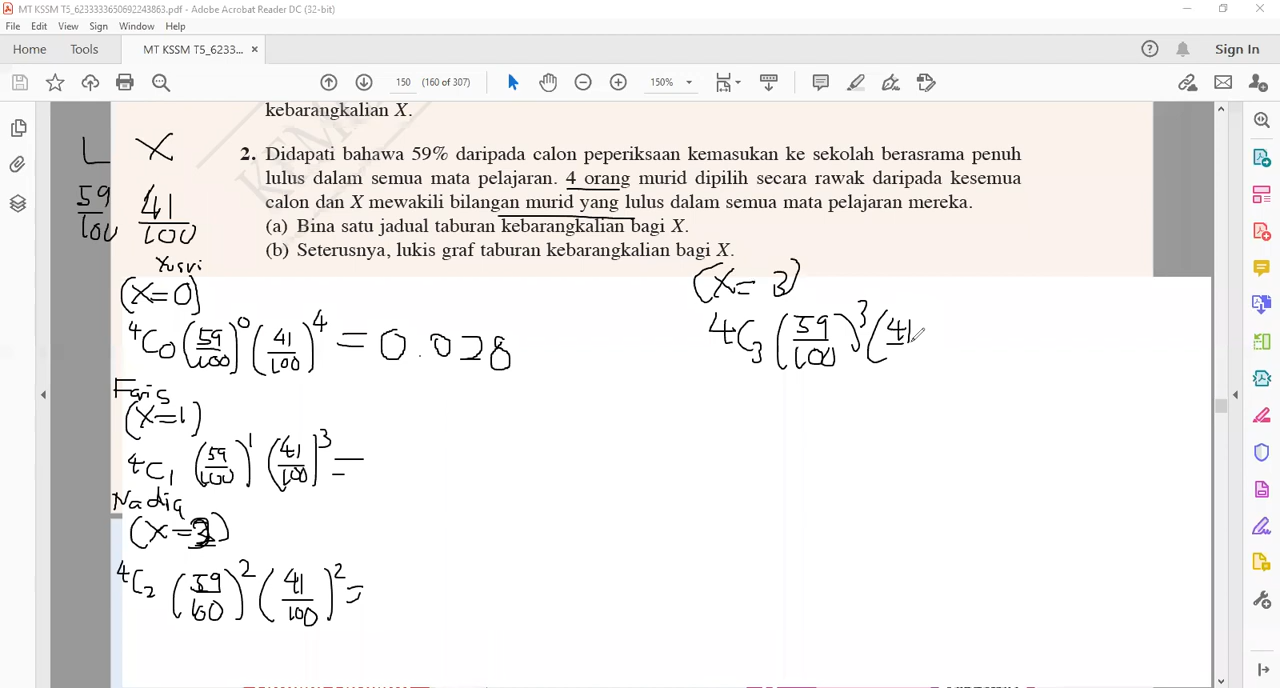 MT KSSM T5_6233333650692243863.pdf - Adobe Acrobat Reader DC (32-bit)
File Edit View Sign Window Help
Home Tools MT KSSM T5_6233... × Sign In
150 (160 of 307) 150%
kebarangkalian X.
2. Didapati bahawa 59% daripada calon peperiksaan kemasukan ke sekolah berasrama penuh
lulus dalam semua mata pelajaran. 4 orang murid dipilih secara rawak daripada kesemua
calon dan X mewakili bilangan murid yang lulus dalam semua mata pelajaran mereka.
(a) Bina satu jadual taburan kebarangkalian bagi X.
(b) Seterusnya, lukis graf taburan kebarangkalian bagi X.
L X
59/100 41/100
Yusri
(X=0)
⁴C₀ (59/100)⁰ (41/100)⁴ = 0.028
Faris
(X=1)
⁴C₁ (59/100)¹ (41/100)³ =
Nadia
(X=2)
⁴C₂ (59/100)² (41/100)² =
(X=3)
⁴C₃ (59/100)³ (41